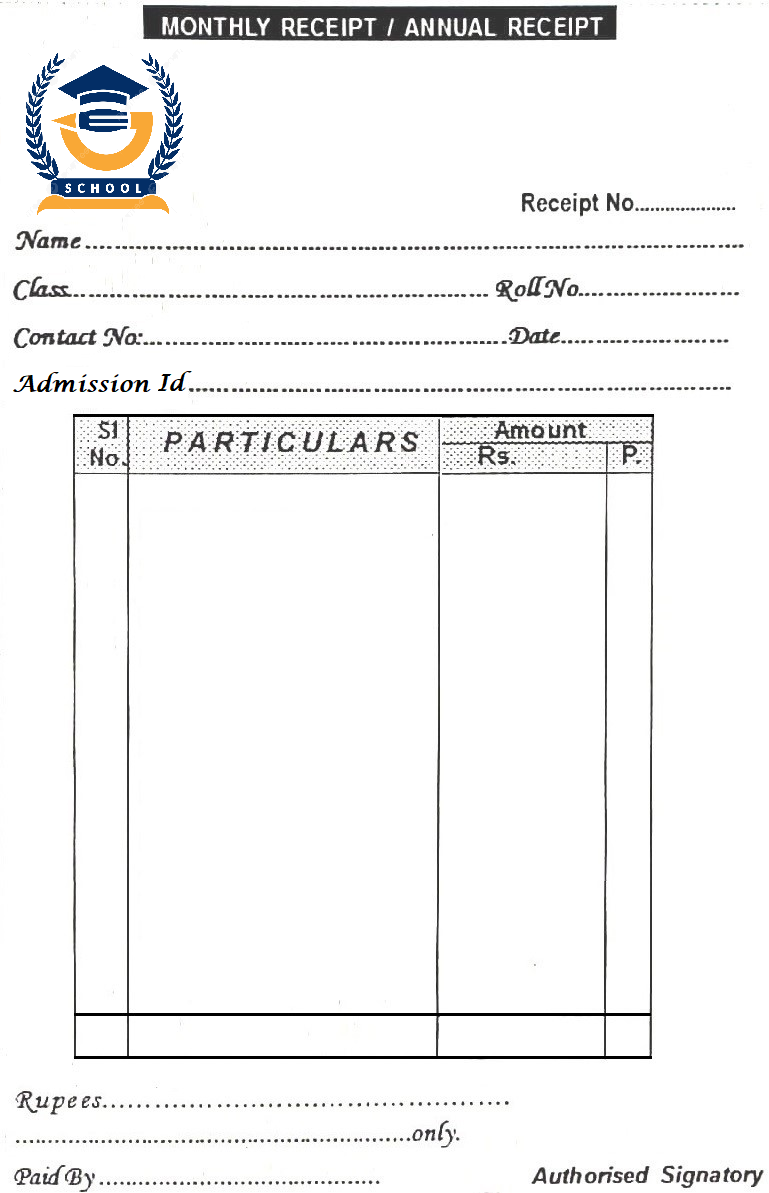 MONTHLY RECEIPT / ANNUAL RECEIPT
SCHOOL
Receipt No....................
Name..........................................................................................
Class.......................................................... Roll No.......................
Contact No:.....................................................Date.......................
Admission Id...........................................................................
Sl No. PARTICULARS Amount
Rs. P.
Rupees................................................
.......................................................only.
Paid By........................................ Authorised Signatory